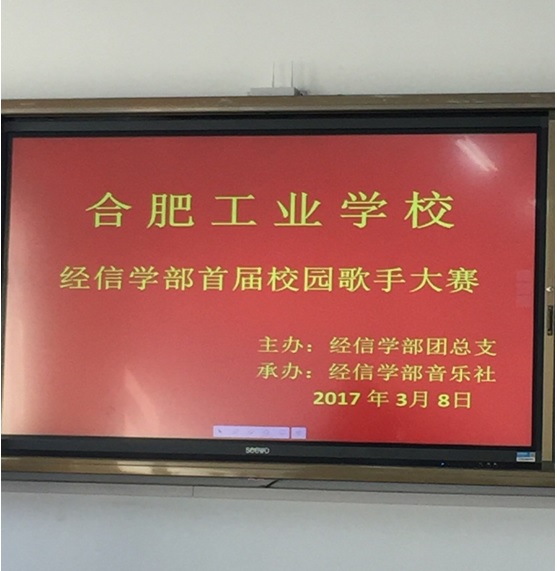 合肥工业学校
经信学部首届校园歌手大赛
主办：经信学部团总支
承办：经信学部音乐社
2017年3月8日
seewo